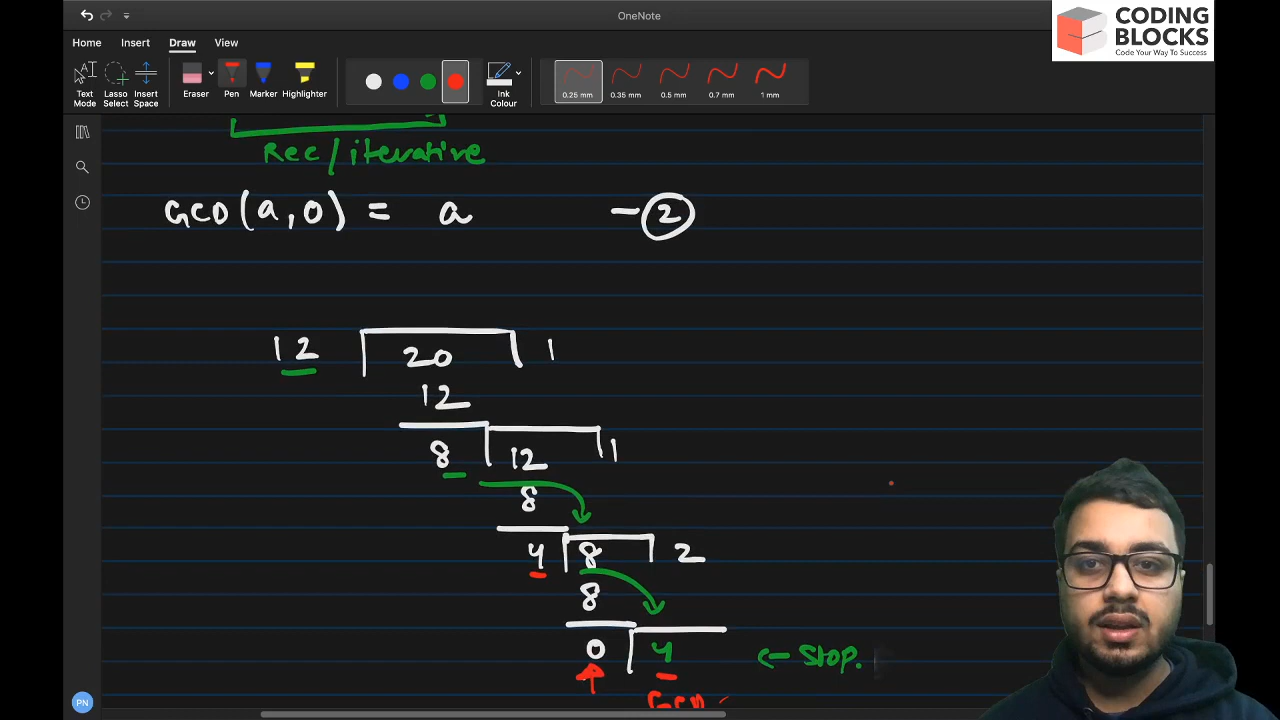 OneNote
CODING
BLOCKS
Code Your Way To Success
Home Insert Draw View
Text Mode
Lasso Select
Insert Space
Eraser
Pen
Marker
Highlighter
Ink Colour
0.25 mm 0.35 mm 0.5 mm 0.7 mm 1 mm
Rec / iterative
GCD(a, 0) = a - 2
12 20 1
12
8 12 1
8
4 8 2
8
0 4 <- Stop.
GCD
PN